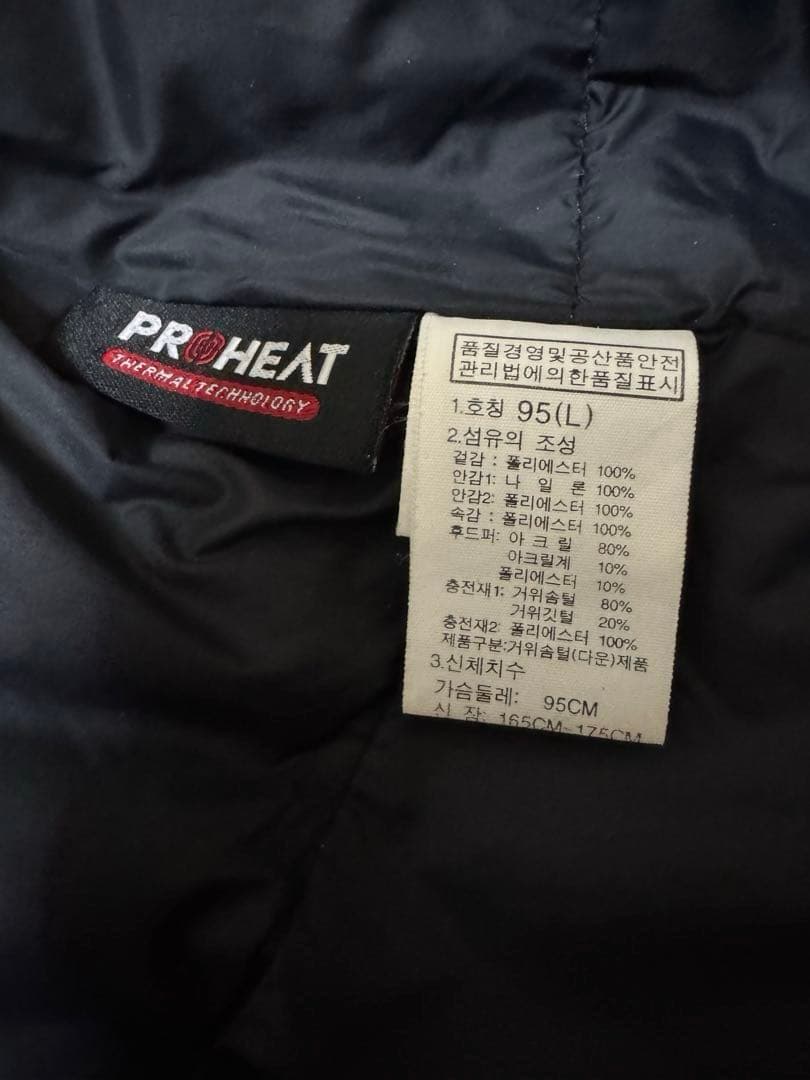 PROHEAT
THERMAL TECHNOLOGY
품질경영및공산품안전
관리법에의한품질표시
1.호칭 95(L)
2.섬유의 조성
겉감 : 폴리에스터 100%
안감1: 나 일 론 100%
안감2: 폴리에스터 100%
속감 : 폴리에스터 100%
후드퍼: 아 크 릴 80%
아크릴계 10%
폴리에스터 10%
충전재1: 거위솜털 80%
거위깃털 20%
충전재2: 폴리에스터 100%
제품구분:거위솜털(다운)제품
3.신체치수
가슴둘레: 95CM
신 장: 165CM~175CM